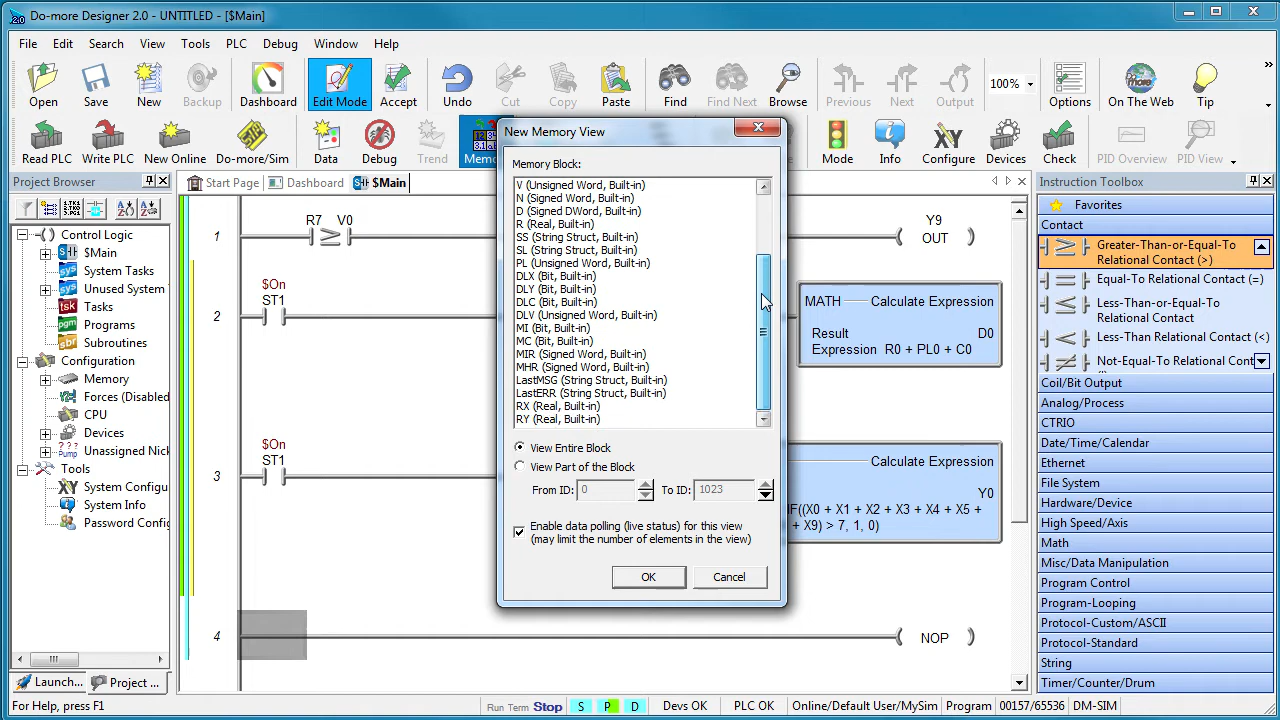 Do-more Designer 2.0 - UNTITLED - [$Main]
File Edit Search View Tools PLC Debug Window Help
Open Save New Backup Dashboard Edit Mode Accept Undo Cut Copy Paste Find Find Next Browse Previous Next Output 100% Options On The Web Tip
Read PLC Write PLC New Online Do-more/Sim Data Debug Trend Mode Info Configure Devices Check PID Overview PID View
Project Browser
Start Page Dashboard $Main
Control Logic
$Main
System Tasks
Unused System
Tasks
Programs
Subroutines
Configuration
Memory
Forces (Disabled
CPU
Devices
Unassigned Nick
Tools
System Configu
System Info
Password Config
Launch... Project ...
1
R7 V0
Y9
OUT
2
$On
ST1
MATH Calculate Expression
Result D0
Expression R0 + PL0 + C0
3
$On
ST1
Calculate Expression
Y0
IF((X0 + X1 + X2 + X3 + X4 + X5 +
+ X9) > 7, 1, 0)
4
NOP
New Memory View
Memory Block:
V (Unsigned Word, Built-in)
N (Signed Word, Built-in)
D (Signed DWord, Built-in)
R (Real, Built-in)
SS (String Struct, Built-in)
SL (String Struct, Built-in)
PL (Unsigned Word, Built-in)
DLX (Bit, Built-in)
DLY (Bit, Built-in)
DLC (Bit, Built-in)
DLV (Unsigned Word, Built-in)
MI (Bit, Built-in)
MC (Bit, Built-in)
MIR (Signed Word, Built-in)
MHR (Signed Word, Built-in)
LastMSG (String Struct, Built-in)
LastERR (String Struct, Built-in)
RX (Real, Built-in)
RY (Real, Built-in)
View Entire Block
View Part of the Block
From ID: 0 To ID: 1023
Enable data polling (live status) for this view
(may limit the number of elements in the view)
OK Cancel
Instruction Toolbox
Favorites
Contact
Greater-Than-or-Equal-To
Relational Contact (>)
Equal-To Relational Contact (=)
Less-Than-or-Equal-To
Relational Contact
Less-Than Relational Contact (<)
Not-Equal-To Relational Cont
Coil/Bit Output
Analog/Process
CTRIO
Date/Time/Calendar
Ethernet
File System
Hardware/Device
High Speed/Axis
Math
Misc/Data Manipulation
Program Control
Program-Looping
Protocol-Custom/ASCII
Protocol-Standard
String
Timer/Counter/Drum
For Help, press F1
Run Term Stop S P D Devs OK PLC OK Online/Default User/MySim Program 00157/65536 DM-SIM